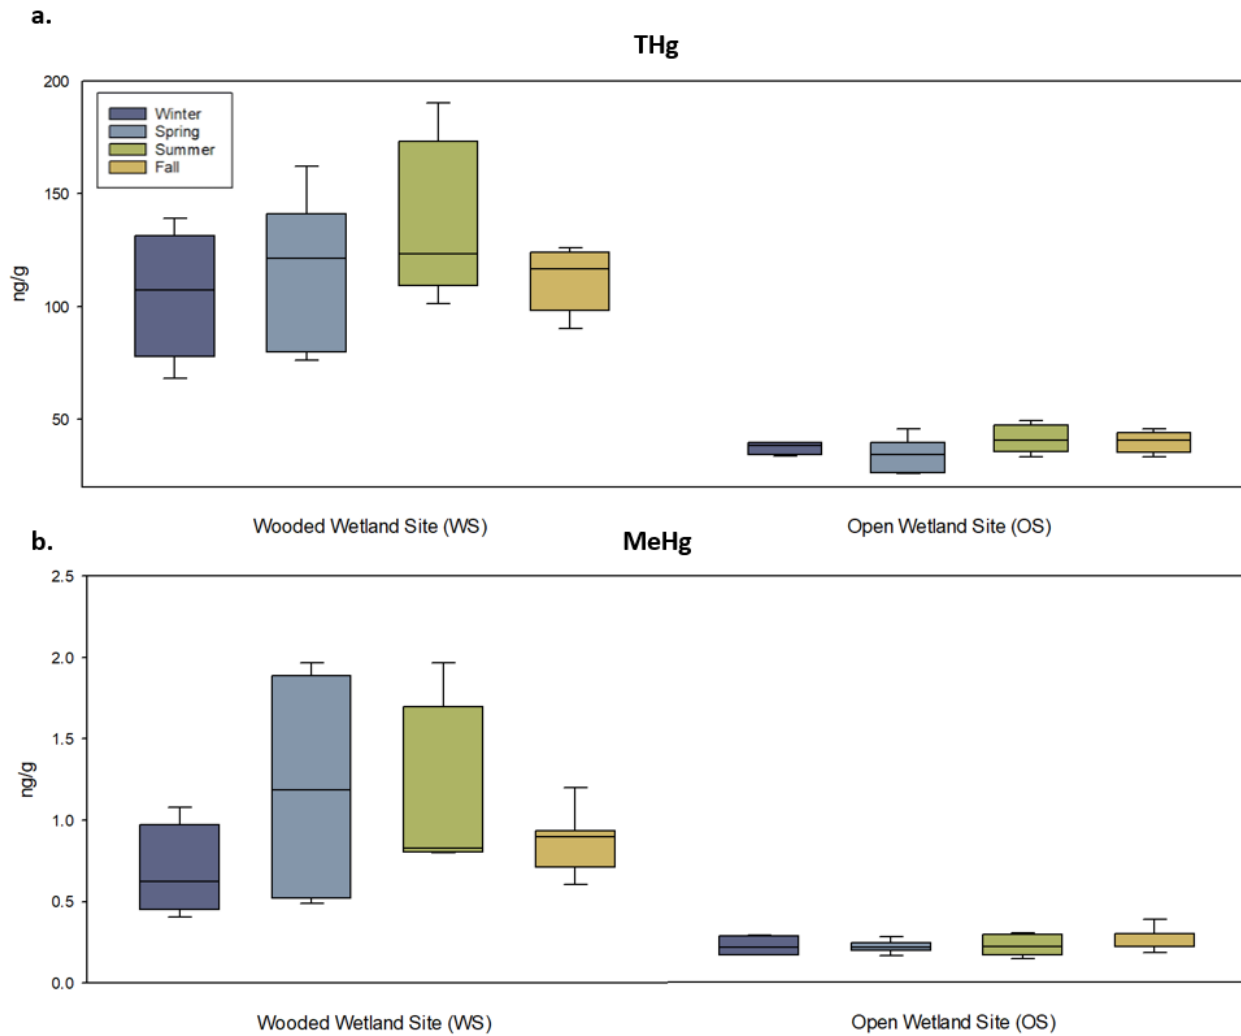 a.
THg
200
150
100
50
ng/g
Winter
Spring
Summer
Fall
Wooded Wetland Site (WS)
Open Wetland Site (OS)
b.
MeHg
2.5
2.0
1.5
1.0
0.5
0.0
ng/g
Wooded Wetland Site (WS)
Open Wetland Site (OS)